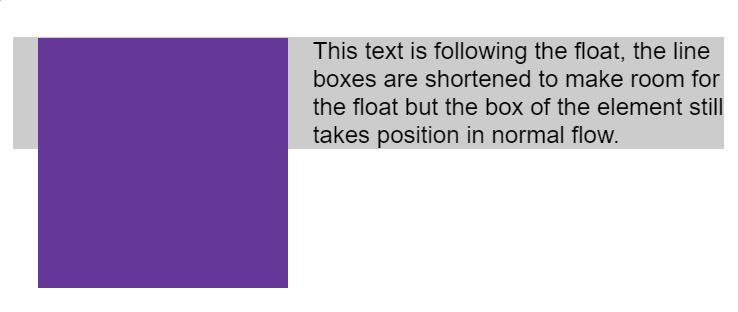 This text is following the float, the line
boxes are shortened to make room for
the float but the box of the element still
takes position in normal flow.